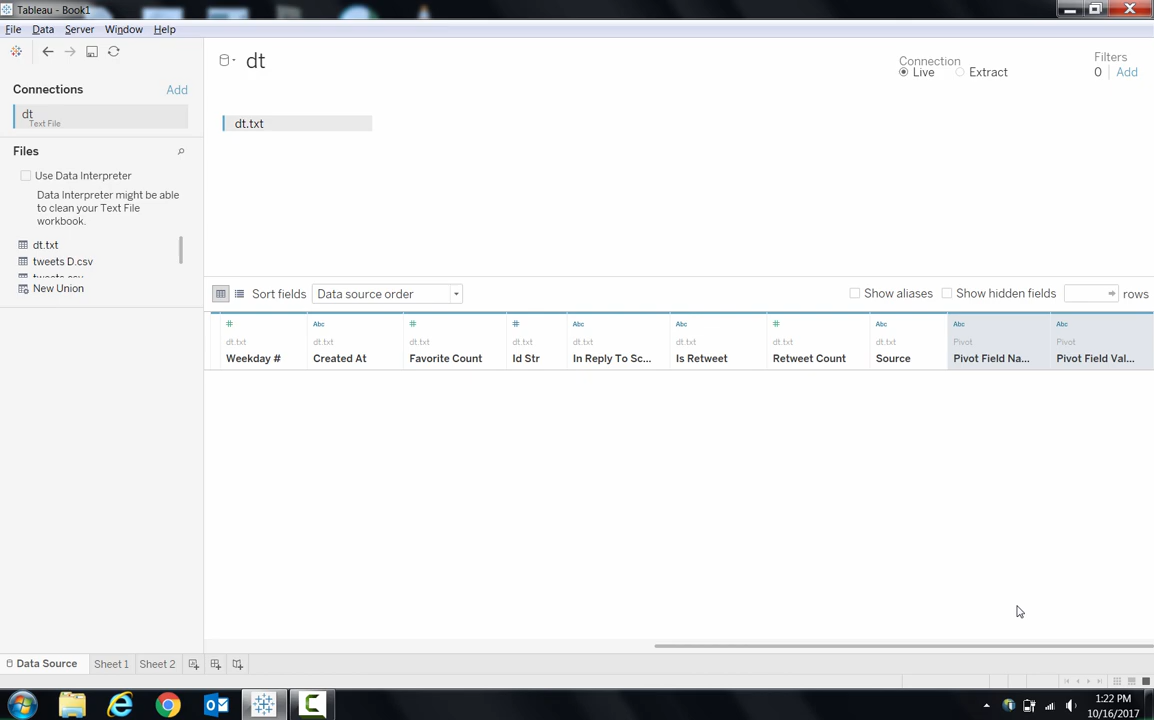 Tableau - Book1
File Data Server Window Help
Connections Add
dt
Text File
Files
Use Data Interpreter
Data Interpreter might be able
to clean your Text File
workbook.
dt.txt
tweets D.csv
tweets.csv
New Union
dt
Connection
Live Extract
Filters
0 Add
dt.txt
Sort fields Data source order Show aliases Show hidden fields rows
# Abc # # Abc Abc # Abc Abc Abc
dt.txt dt.txt dt.txt dt.txt dt.txt dt.txt dt.txt dt.txt Pivot Pivot
Weekday # Created At Favorite Count Id Str In Reply To Sc... Is Retweet Retweet Count Source Pivot Field Na... Pivot Field Val...
Data Source Sheet 1 Sheet 2
1:22 PM
10/16/2017